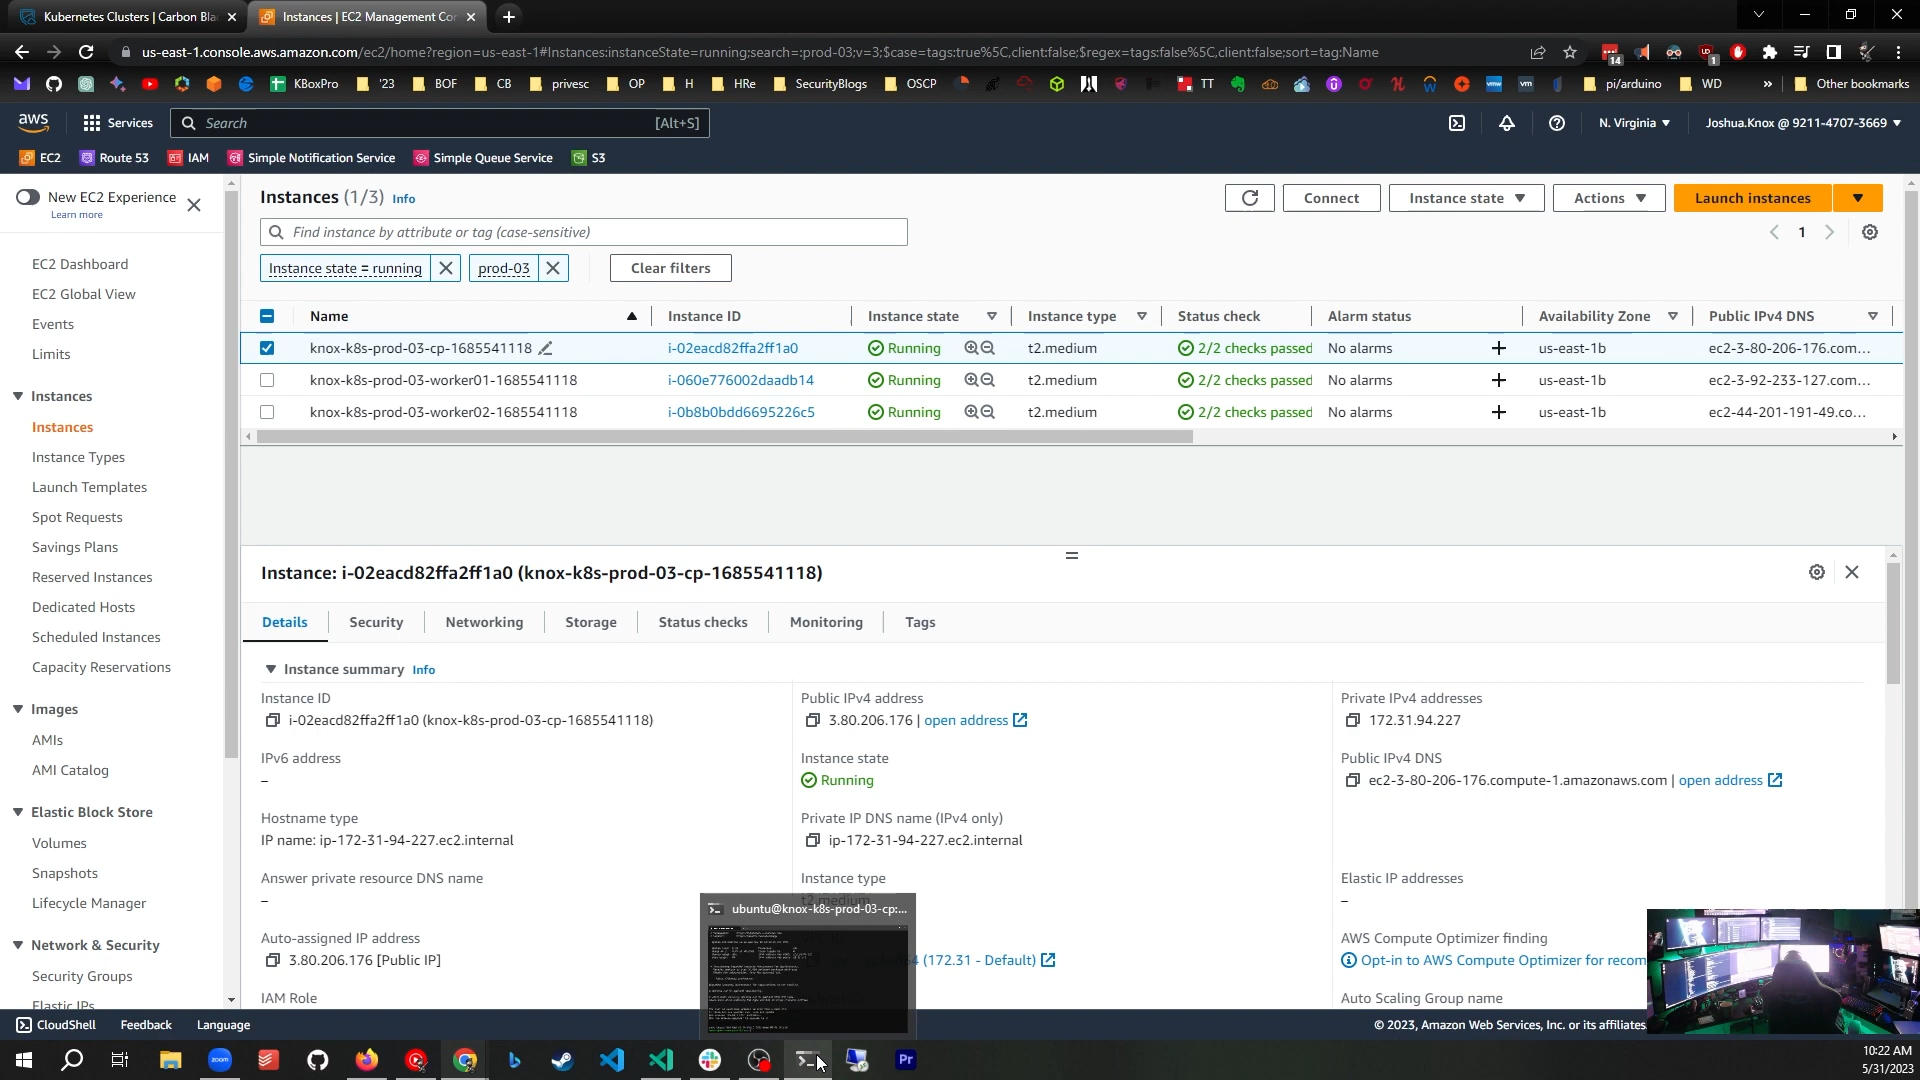 Kubernetes Clusters | Carbon Bla
Instances | EC2 Management Con
us-east-1.console.aws.amazon.com/ec2/home?region=us-east-1#Instances:instanceState=running;search=:prod-03;v=3;$case=tags:true%5C,client:false;$regex=tags:false%5C,client:false;sort=tag:Name
14
1
KBoxPro '23 BOF CB privesc OP H HRe SecurityBlogs OSCP TT pi/arduino WD » Other bookmarks
aws Services Search [Alt+S] N. Virginia Joshua.Knox @ 9211-4707-3669
EC2 Route 53 IAM Simple Notification Service Simple Queue Service S3
New EC2 Experience
Learn more
EC2 Dashboard
EC2 Global View
Events
Limits
Instances
Instances
Instance Types
Launch Templates
Spot Requests
Savings Plans
Reserved Instances
Dedicated Hosts
Scheduled Instances
Capacity Reservations
Images
AMIs
AMI Catalog
Elastic Block Store
Volumes
Snapshots
Lifecycle Manager
Network & Security
Security Groups
Elastic IPs
Instances (1/3) Info
Connect Instance state Actions Launch instances
Find instance by attribute or tag (case-sensitive)
1
Instance state = running prod-03 Clear filters
Name Instance ID Instance state Instance type Status check Alarm status Availability Zone Public IPv4 DNS
knox-k8s-prod-03-cp-1685541118 i-02eacd82ffa2ff1a0 Running t2.medium 2/2 checks passed No alarms us-east-1b ec2-3-80-206-176.com...
knox-k8s-prod-03-worker01-1685541118 i-060e776002daadb14 Running t2.medium 2/2 checks passed No alarms us-east-1b ec2-3-92-233-127.com...
knox-k8s-prod-03-worker02-1685541118 i-0b8b0bdd6695226c5 Running t2.medium 2/2 checks passed No alarms us-east-1b ec2-44-201-191-49.co...
Instance: i-02eacd82ffa2ff1a0 (knox-k8s-prod-03-cp-1685541118)
Details Security Networking Storage Status checks Monitoring Tags
Instance summary Info
Instance ID
i-02eacd82ffa2ff1a0 (knox-k8s-prod-03-cp-1685541118)
Public IPv4 address
3.80.206.176 | open address
Private IPv4 addresses
172.31.94.227
IPv6 address
–
Instance state
Running
Public IPv4 DNS
ec2-3-80-206-176.compute-1.amazonaws.com | open address
Hostname type
IP name: ip-172-31-94-227.ec2.internal
Private IP DNS name (IPv4 only)
ip-172-31-94-227.ec2.internal
Answer private resource DNS name
–
Instance type
t2.medium
Elastic IP addresses
–
Auto-assigned IP address
3.80.206.176 [Public IP]
ubuntu@knox-k8s-prod-03-cp:...
(172.31 - Default)
AWS Compute Optimizer finding
Opt-in to AWS Compute Optimizer for recom
IAM Role
Auto Scaling Group name
CloudShell Feedback Language
© 2023, Amazon Web Services, Inc. or its affiliates.
zoom
Pr
10:22 AM
5/31/2023